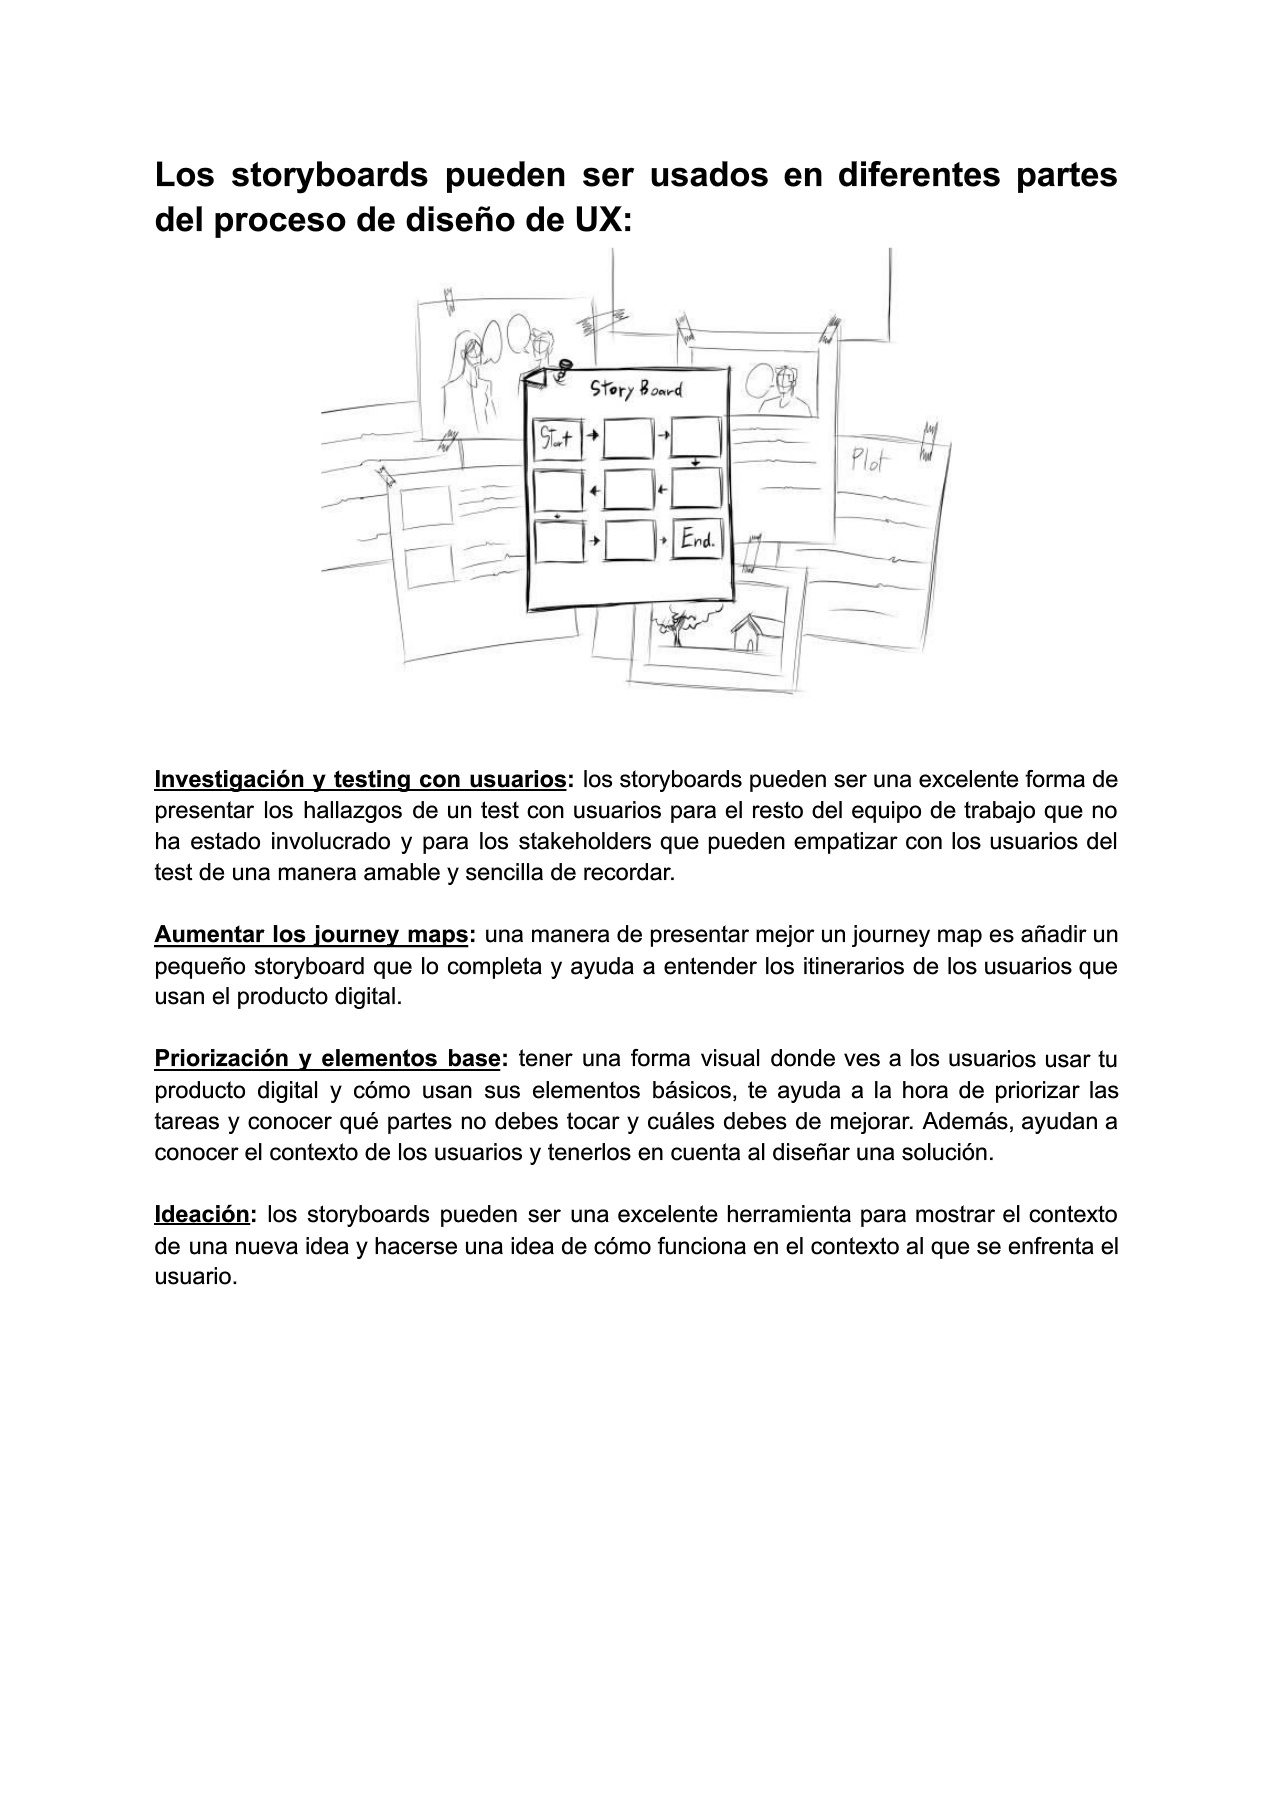 Los storyboards pueden ser usados en diferentes partes
del proceso de diseño de UX:
Story Board
Start
Plot
End.
Investigación y testing con usuarios: los storyboards pueden ser una excelente forma de
presentar los hallazgos de un test con usuarios para el resto del equipo de trabajo que no
ha estado involucrado y para los stakeholders que pueden empatizar con los usuarios del
test de una manera amable y sencilla de recordar.
Aumentar los journey maps: una manera de presentar mejor un journey map es añadir un
pequeño storyboard que lo completa y ayuda a entender los itinerarios de los usuarios que
usan el producto digital.
Priorización y elementos base: tener una forma visual donde ves a los usuarios usar tu
producto digital y cómo usan sus elementos básicos, te ayuda a la hora de priorizar las
tareas y conocer qué partes no debes tocar y cuáles debes de mejorar. Además, ayudan a
conocer el contexto de los usuarios y tenerlos en cuenta al diseñar una solución.
Ideación: los storyboards pueden ser una excelente herramienta para mostrar el contexto
de una nueva idea y hacerse una idea de cómo funciona en el contexto al que se enfrenta el
usuario.